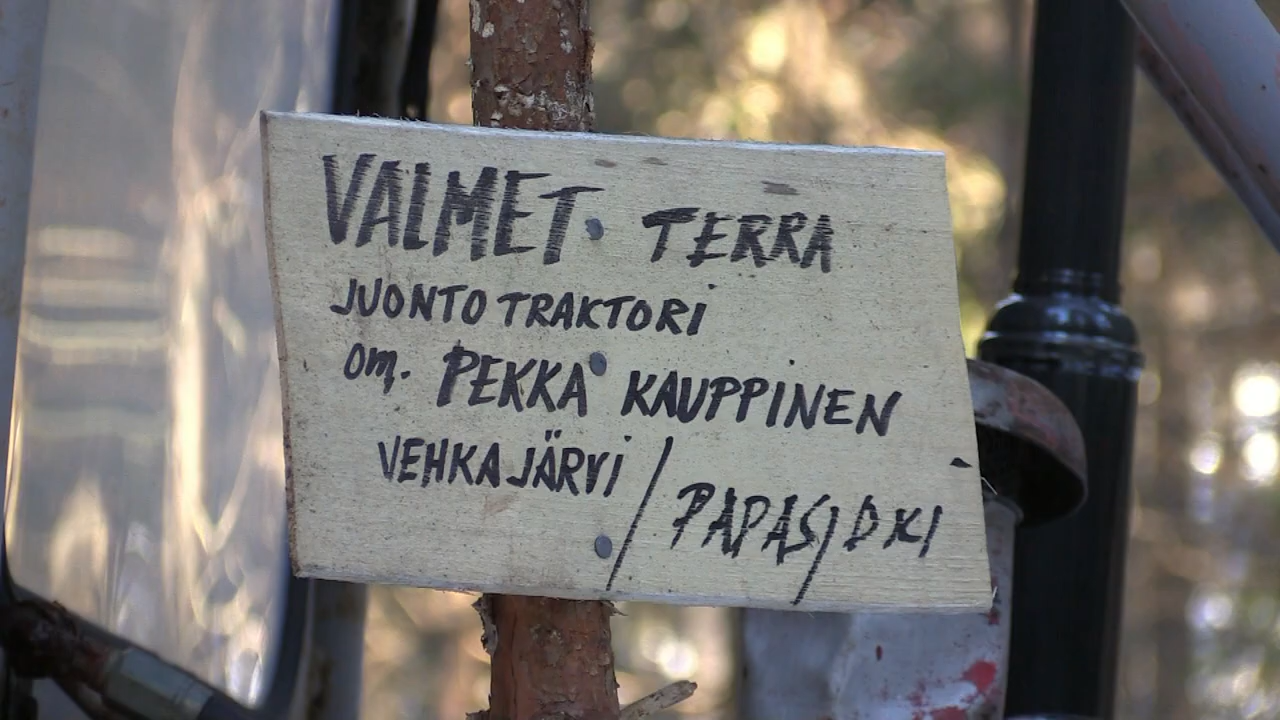 VALMET TERRA
JUONTO TRAKTORI
om. PEKKA KAUPPINEN
VEHKAJÄRVI / PAPASJOKI